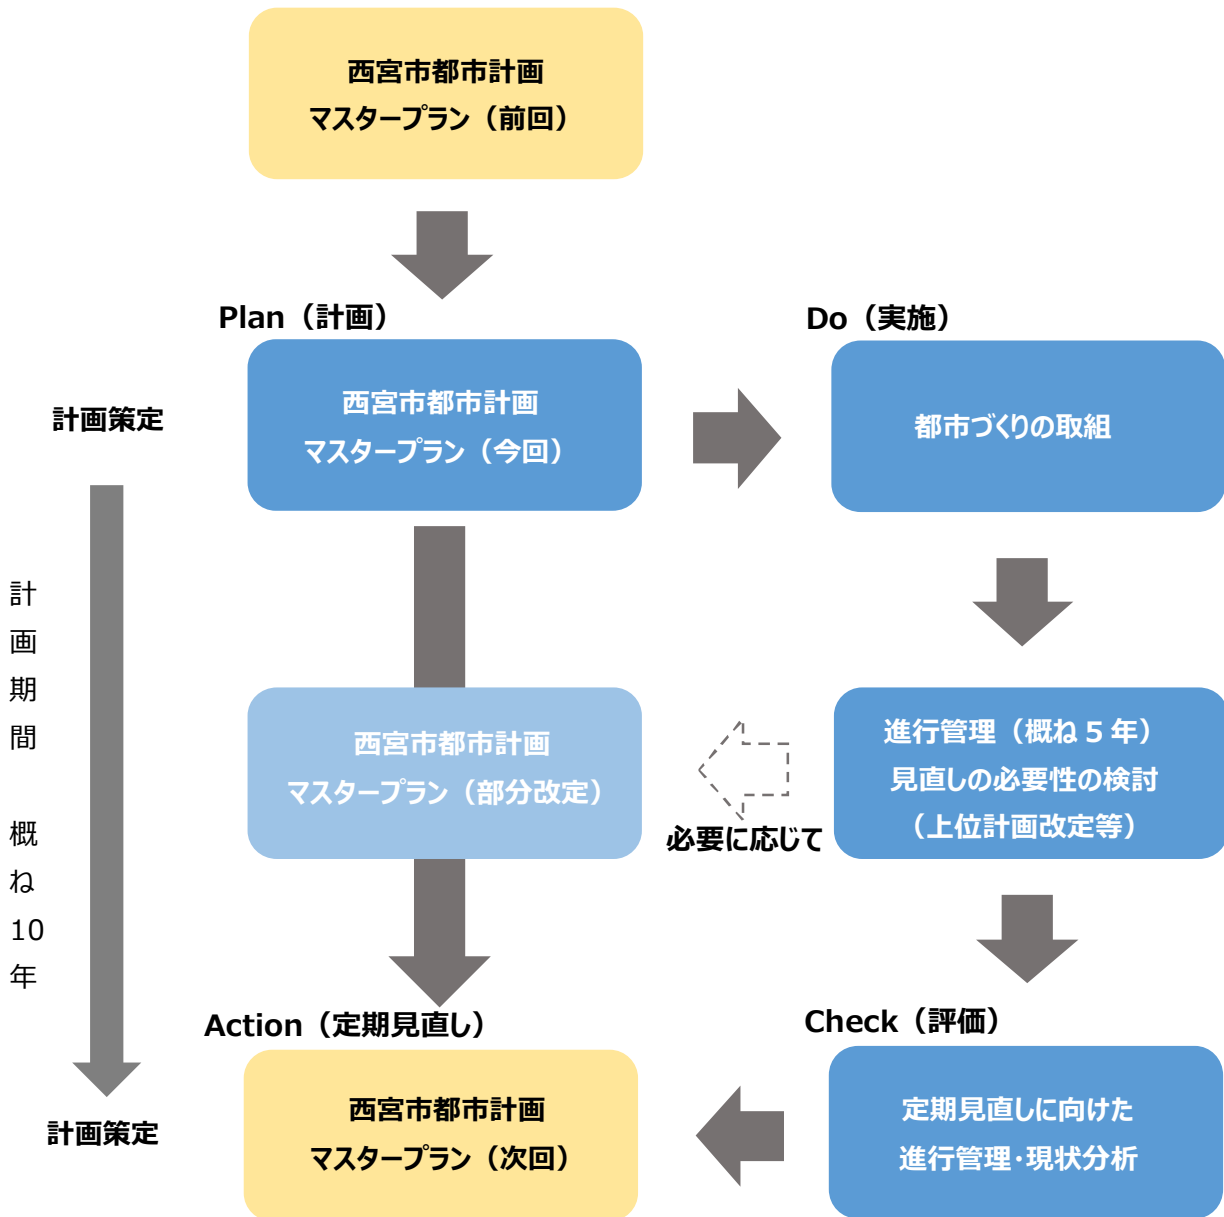 西宮市都市計画
マスタープラン（前回）
Plan（計画）
Do（実施）
計画策定
西宮市都市計画
マスタープラン（今回）
都市づくりの取組
計
画
期
間
概
ね
10
年
西宮市都市計画
マスタープラン（部分改定）
必要に応じて
進行管理（概ね５年）
見直しの必要性の検討
（上位計画改定等）
Action（定期見直し）
Check（評価）
計画策定
西宮市都市計画
マスタープラン（次回）
定期見直しに向けた
進行管理・現状分析